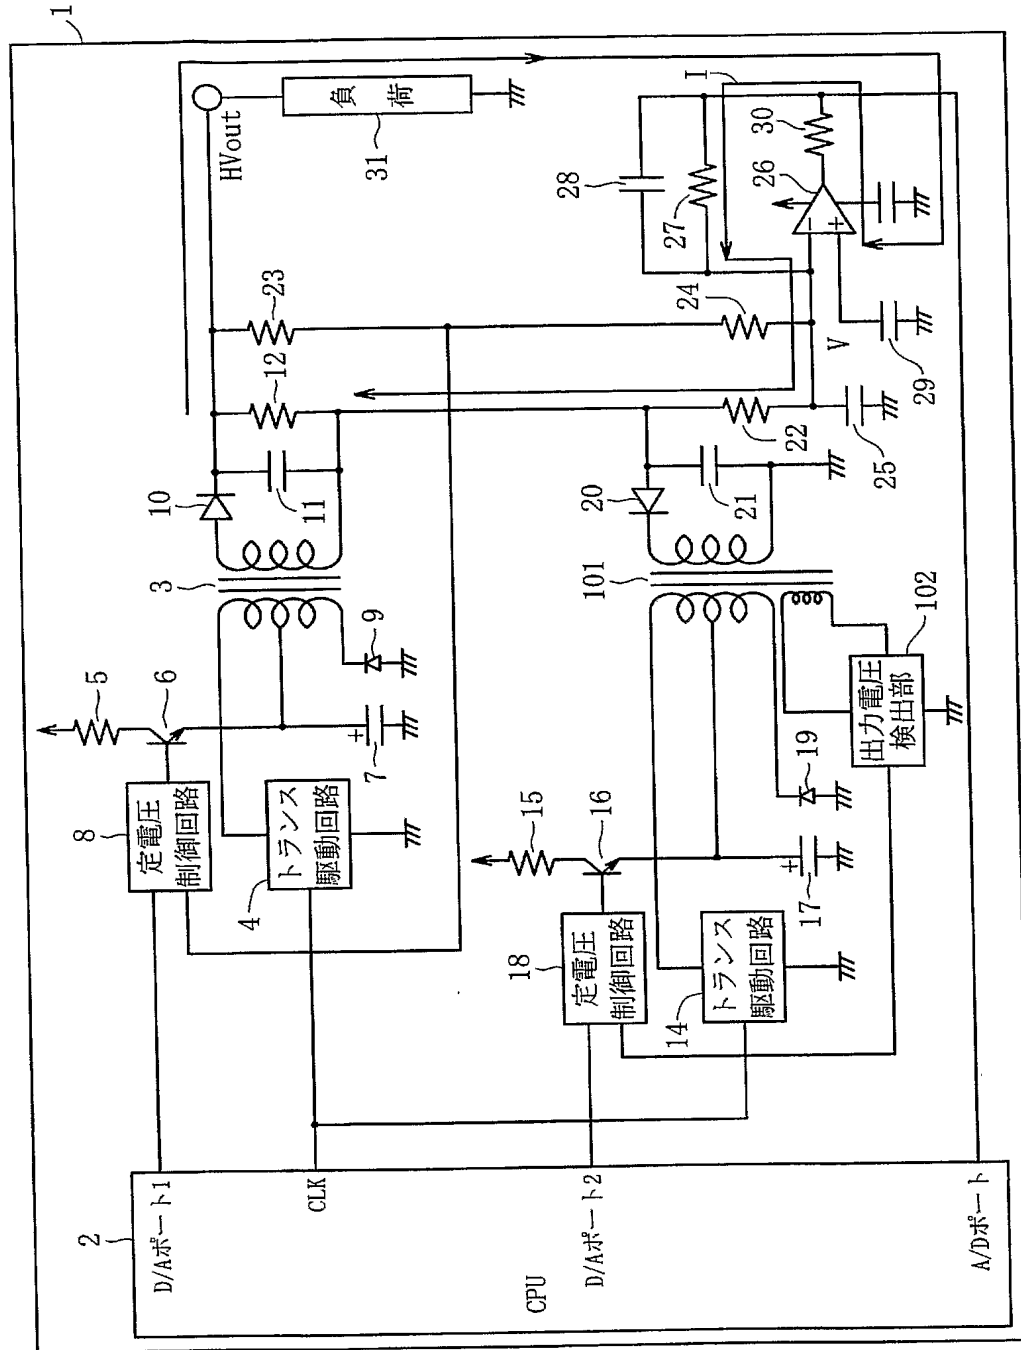 1
2
CPU
D/Aポート1
CLK
D/Aポート2
A/Dポート
8
定電圧
制御回路
5
6
4
トランス
駆動回路
7
9
3
10
11
12
23
HVout
負荷
31
18
定電圧
制御回路
15
16
14
トランス
駆動回路
17
19
101
102
出力電圧
検出部
20
21
22
24
25
V
29
28
27
26
30
I
+
+
−
+